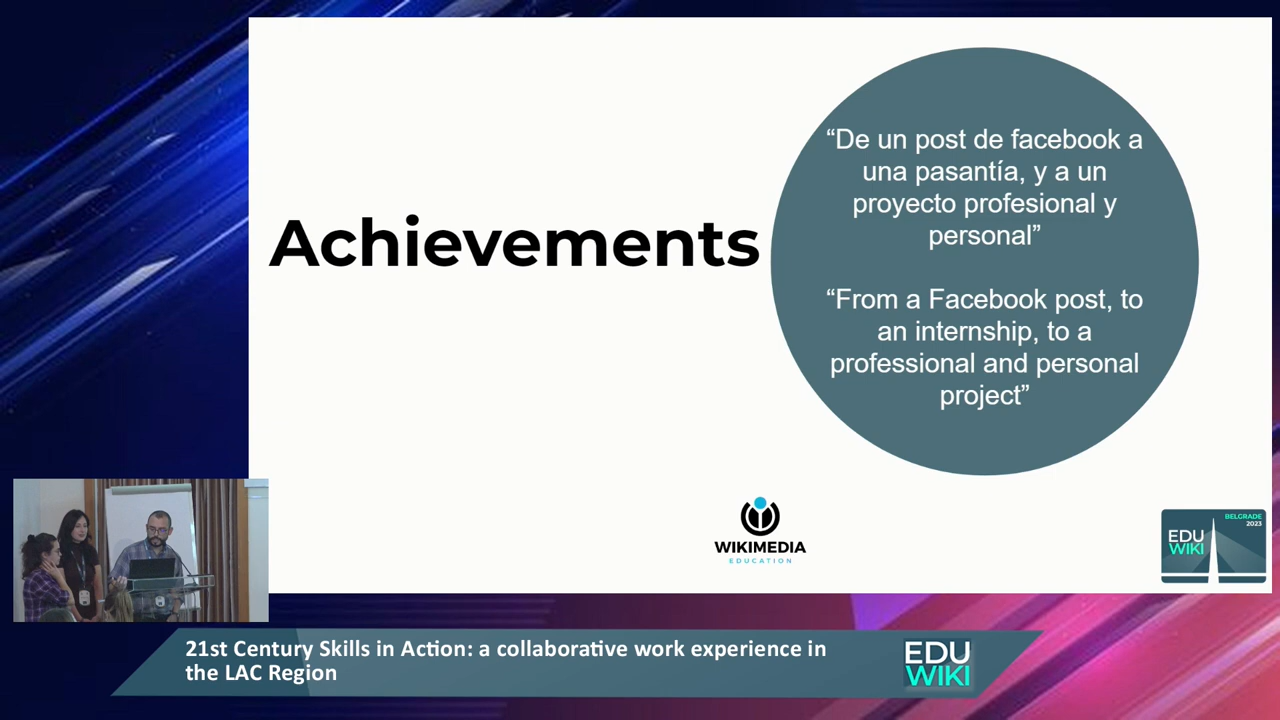 Achievements
“De un post de facebook a
una pasantía, y a un
proyecto profesional y
personal”
“From a Facebook post, to
an internship, to a
professional and personal
project”
WIKIMEDIA
EDUCATION
BELGRADE
2023
EDU
WIKI
21st Century Skills in Action: a collaborative work experience in
the LAC Region
EDU
WIKI